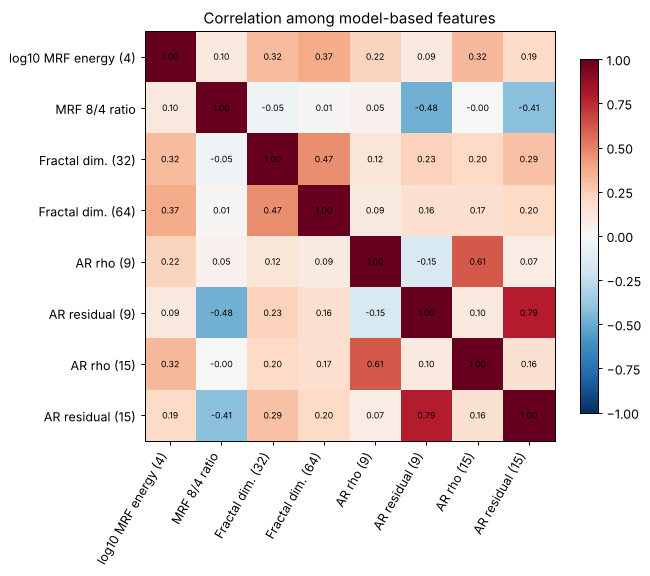 Correlation among model-based features
log10 MRF energy (4) 1.00 0.10 0.32 0.37 0.22 0.09 0.32 0.19
MRF 8/4 ratio 0.10 1.00 -0.05 0.01 0.05 -0.48 -0.00 -0.41
Fractal dim. (32) 0.32 -0.05 1.00 0.47 0.12 0.23 0.20 0.29
Fractal dim. (64) 0.37 0.01 0.47 1.00 0.09 0.16 0.17 0.20
AR rho (9) 0.22 0.05 0.12 0.09 1.00 -0.15 0.61 0.07
AR residual (9) 0.09 -0.48 0.23 0.16 -0.15 1.00 0.10 0.79
AR rho (15) 0.32 -0.00 0.20 0.17 0.61 0.10 1.00 0.16
AR residual (15) 0.19 -0.41 0.29 0.20 0.07 0.79 0.16 1.00
log10 MRF energy (4)
MRF 8/4 ratio
Fractal dim. (32)
Fractal dim. (64)
AR rho (9)
AR residual (9)
AR rho (15)
AR residual (15)
1.00
0.75
0.50
0.25
0.00
−0.25
−0.50
−0.75
−1.00